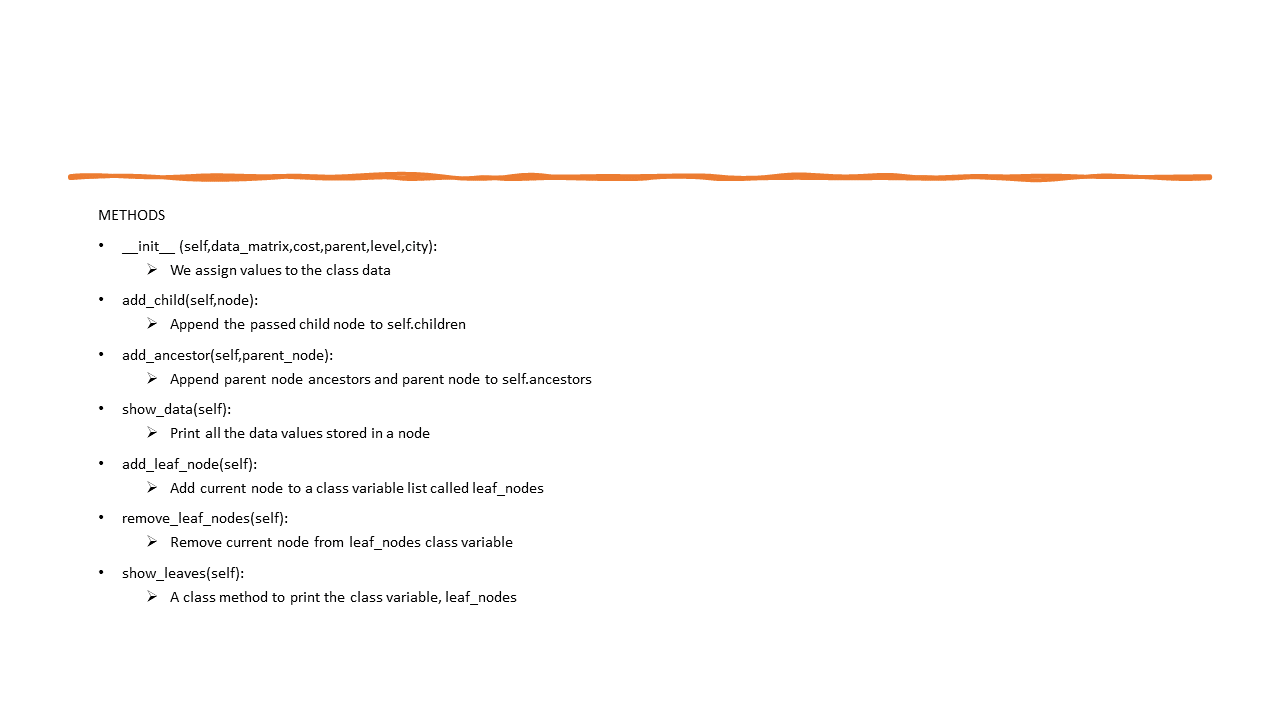 METHODS
• __init__ (self,data_matrix,cost,parent,level,city):
➢ We assign values to the class data
• add_child(self,node):
➢ Append the passed child node to self.children
• add_ancestor(self,parent_node):
➢ Append parent node ancestors and parent node to self.ancestors
• show_data(self):
➢ Print all the data values stored in a node
• add_leaf_node(self):
➢ Add current node to a class variable list called leaf_nodes
• remove_leaf_nodes(self):
➢ Remove current node from leaf_nodes class variable
• show_leaves(self):
➢ A class method to print the class variable, leaf_nodes